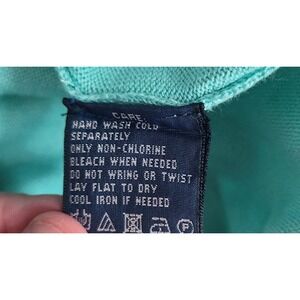 CARE:
HAND WASH COLD
SEPARATELY
ONLY NON-CHLORINE
BLEACH WHEN NEEDED
DO NOT WRING OR TWIST
LAY FLAT TO DRY
COOL IRON IF NEEDED
P